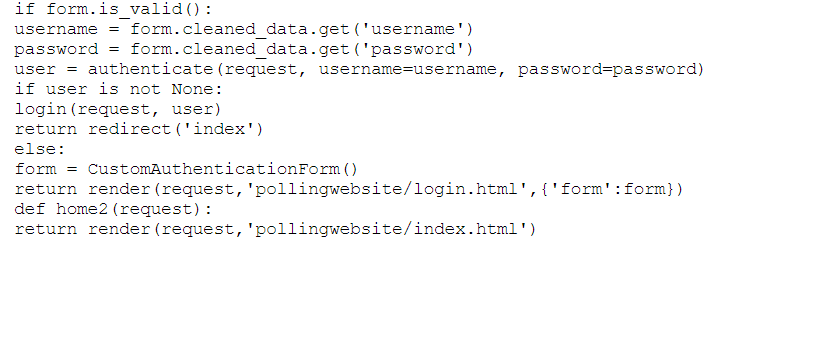 if form.is_valid():
username = form.cleaned_data.get('username')
password = form.cleaned_data.get('password')
user = authenticate(request, username=username, password=password)
if user is not None:
login(request, user)
return redirect('index')
else:
form = CustomAuthenticationForm()
return render(request,'pollingwebsite/login.html',{'form':form})
def home2(request):
return render(request,'pollingwebsite/index.html')